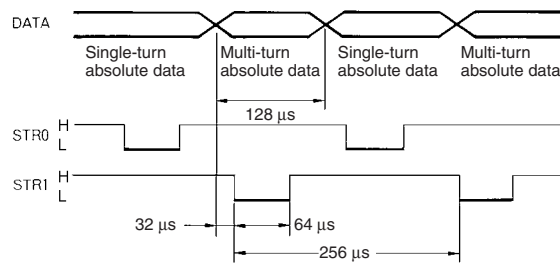 DATA
Single-turn absolute data
Multi-turn absolute data
Single-turn absolute data
Multi-turn absolute data
128 µs
STR0 H L
STR1 H L
32 µs
64 µs
256 µs